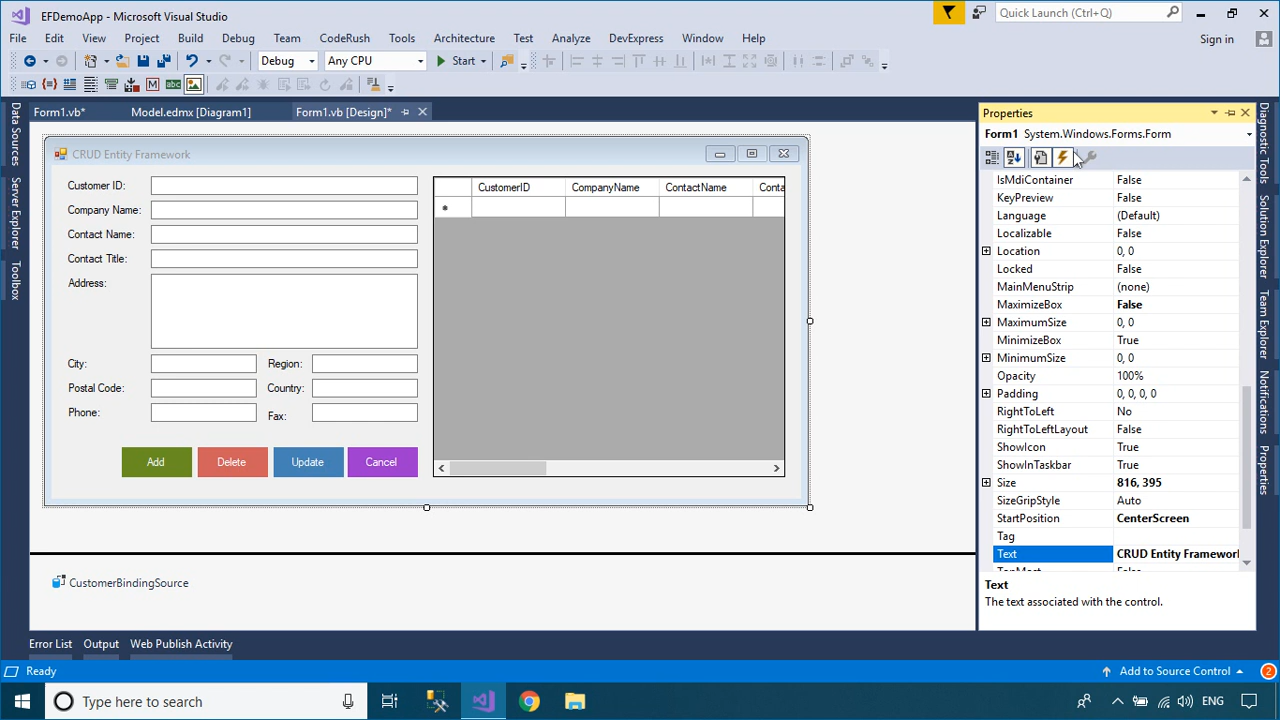 EFDemoApp - Microsoft Visual Studio
Quick Launch (Ctrl+Q)
File Edit View Project Build Debug Team CodeRush Tools Architecture Test Analyze DevExpress Window Help
Sign in
Debug Any CPU Start
Data Sources
Server Explorer
Toolbox
Form1.vb* Model.edmx [Diagram1] Form1.vb [Design]*
CRUD Entity Framework
Customer ID:
Company Name:
Contact Name:
Contact Title:
Address:
City: Region:
Postal Code: Country:
Phone: Fax:
Add Delete Update Cancel
CustomerID CompanyName ContactName Conta
CustomerBindingSource
Properties
Form1 System.Windows.Forms.Form
IsMdiContainer False
KeyPreview False
Language (Default)
Localizable False
Location 0, 0
Locked False
MainMenuStrip (none)
MaximizeBox False
MaximumSize 0, 0
MinimizeBox True
MinimumSize 0, 0
Opacity 100%
Padding 0, 0, 0, 0
RightToLeft No
RightToLeftLayout False
ShowIcon True
ShowInTaskbar True
Size 816, 395
SizeGripStyle Auto
StartPosition CenterScreen
Tag
Text CRUD Entity Framework
Text
The text associated with the control.
Diagnostic Tools
Solution Explorer
Team Explorer
Notifications
Properties
Error List Output Web Publish Activity
Ready
Add to Source Control 2
Type here to search
ENG